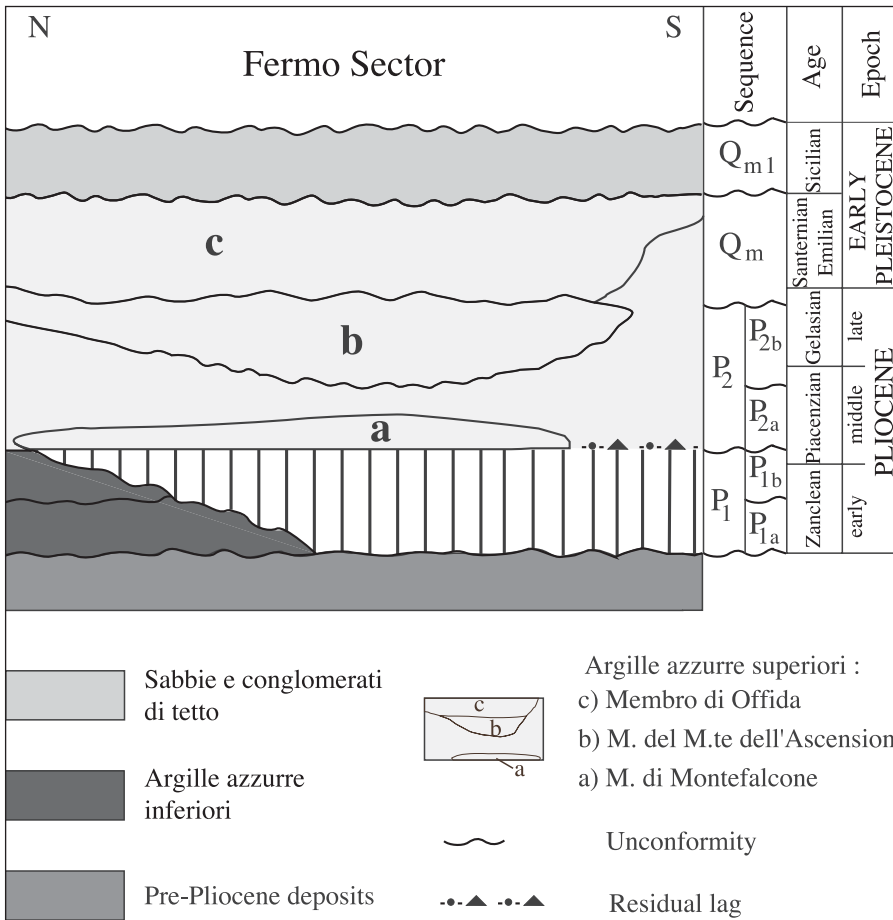 N
S
Fermo Sector
Sequence
Age
Epoch
Qm1
Sicilian
EARLY
PLEISTOCENE
Qm
Santernian
Emilian
c
b
a
P2
P2b
P2a
Gelasian
late
Piacenzian
middle
PLIOCENE
P1
P1b
P1a
Zanclean
early
Sabbie e conglomerati
di tetto
Argille azzurre
inferiori
Pre-Pliocene deposits
c
b
a
Argille azzurre superiori :
c) Membro di Offida
b) M. del M.te dell'Ascension
a) M. di Montefalcone
Unconformity
Residual lag